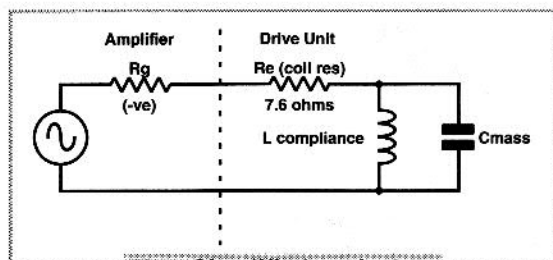 Amplifier
Drive Unit
Rg
Re (coil res)
(-ve)
7.6 ohms
L compliance
Cmass